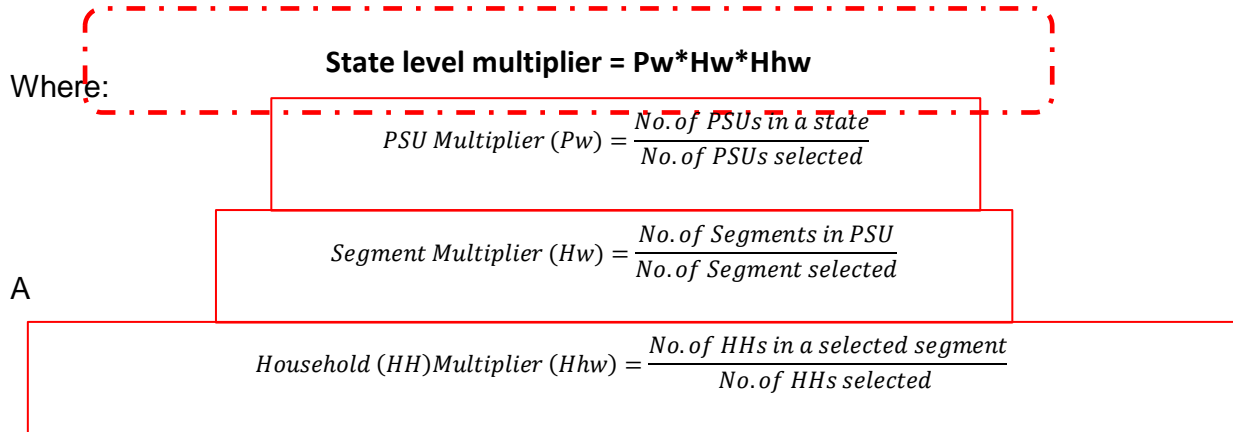 State level multiplier = Pw*Hw*Hhw
Where:
PSU Multiplier (Pw) = No. of PSUs in a state / No. of PSUs selected
Segment Multiplier (Hw) = No. of Segments in PSU / No. of Segment selected
A
Household (HH)Multiplier (Hhw) = No. of HHs in a selected segment / No. of HHs selected